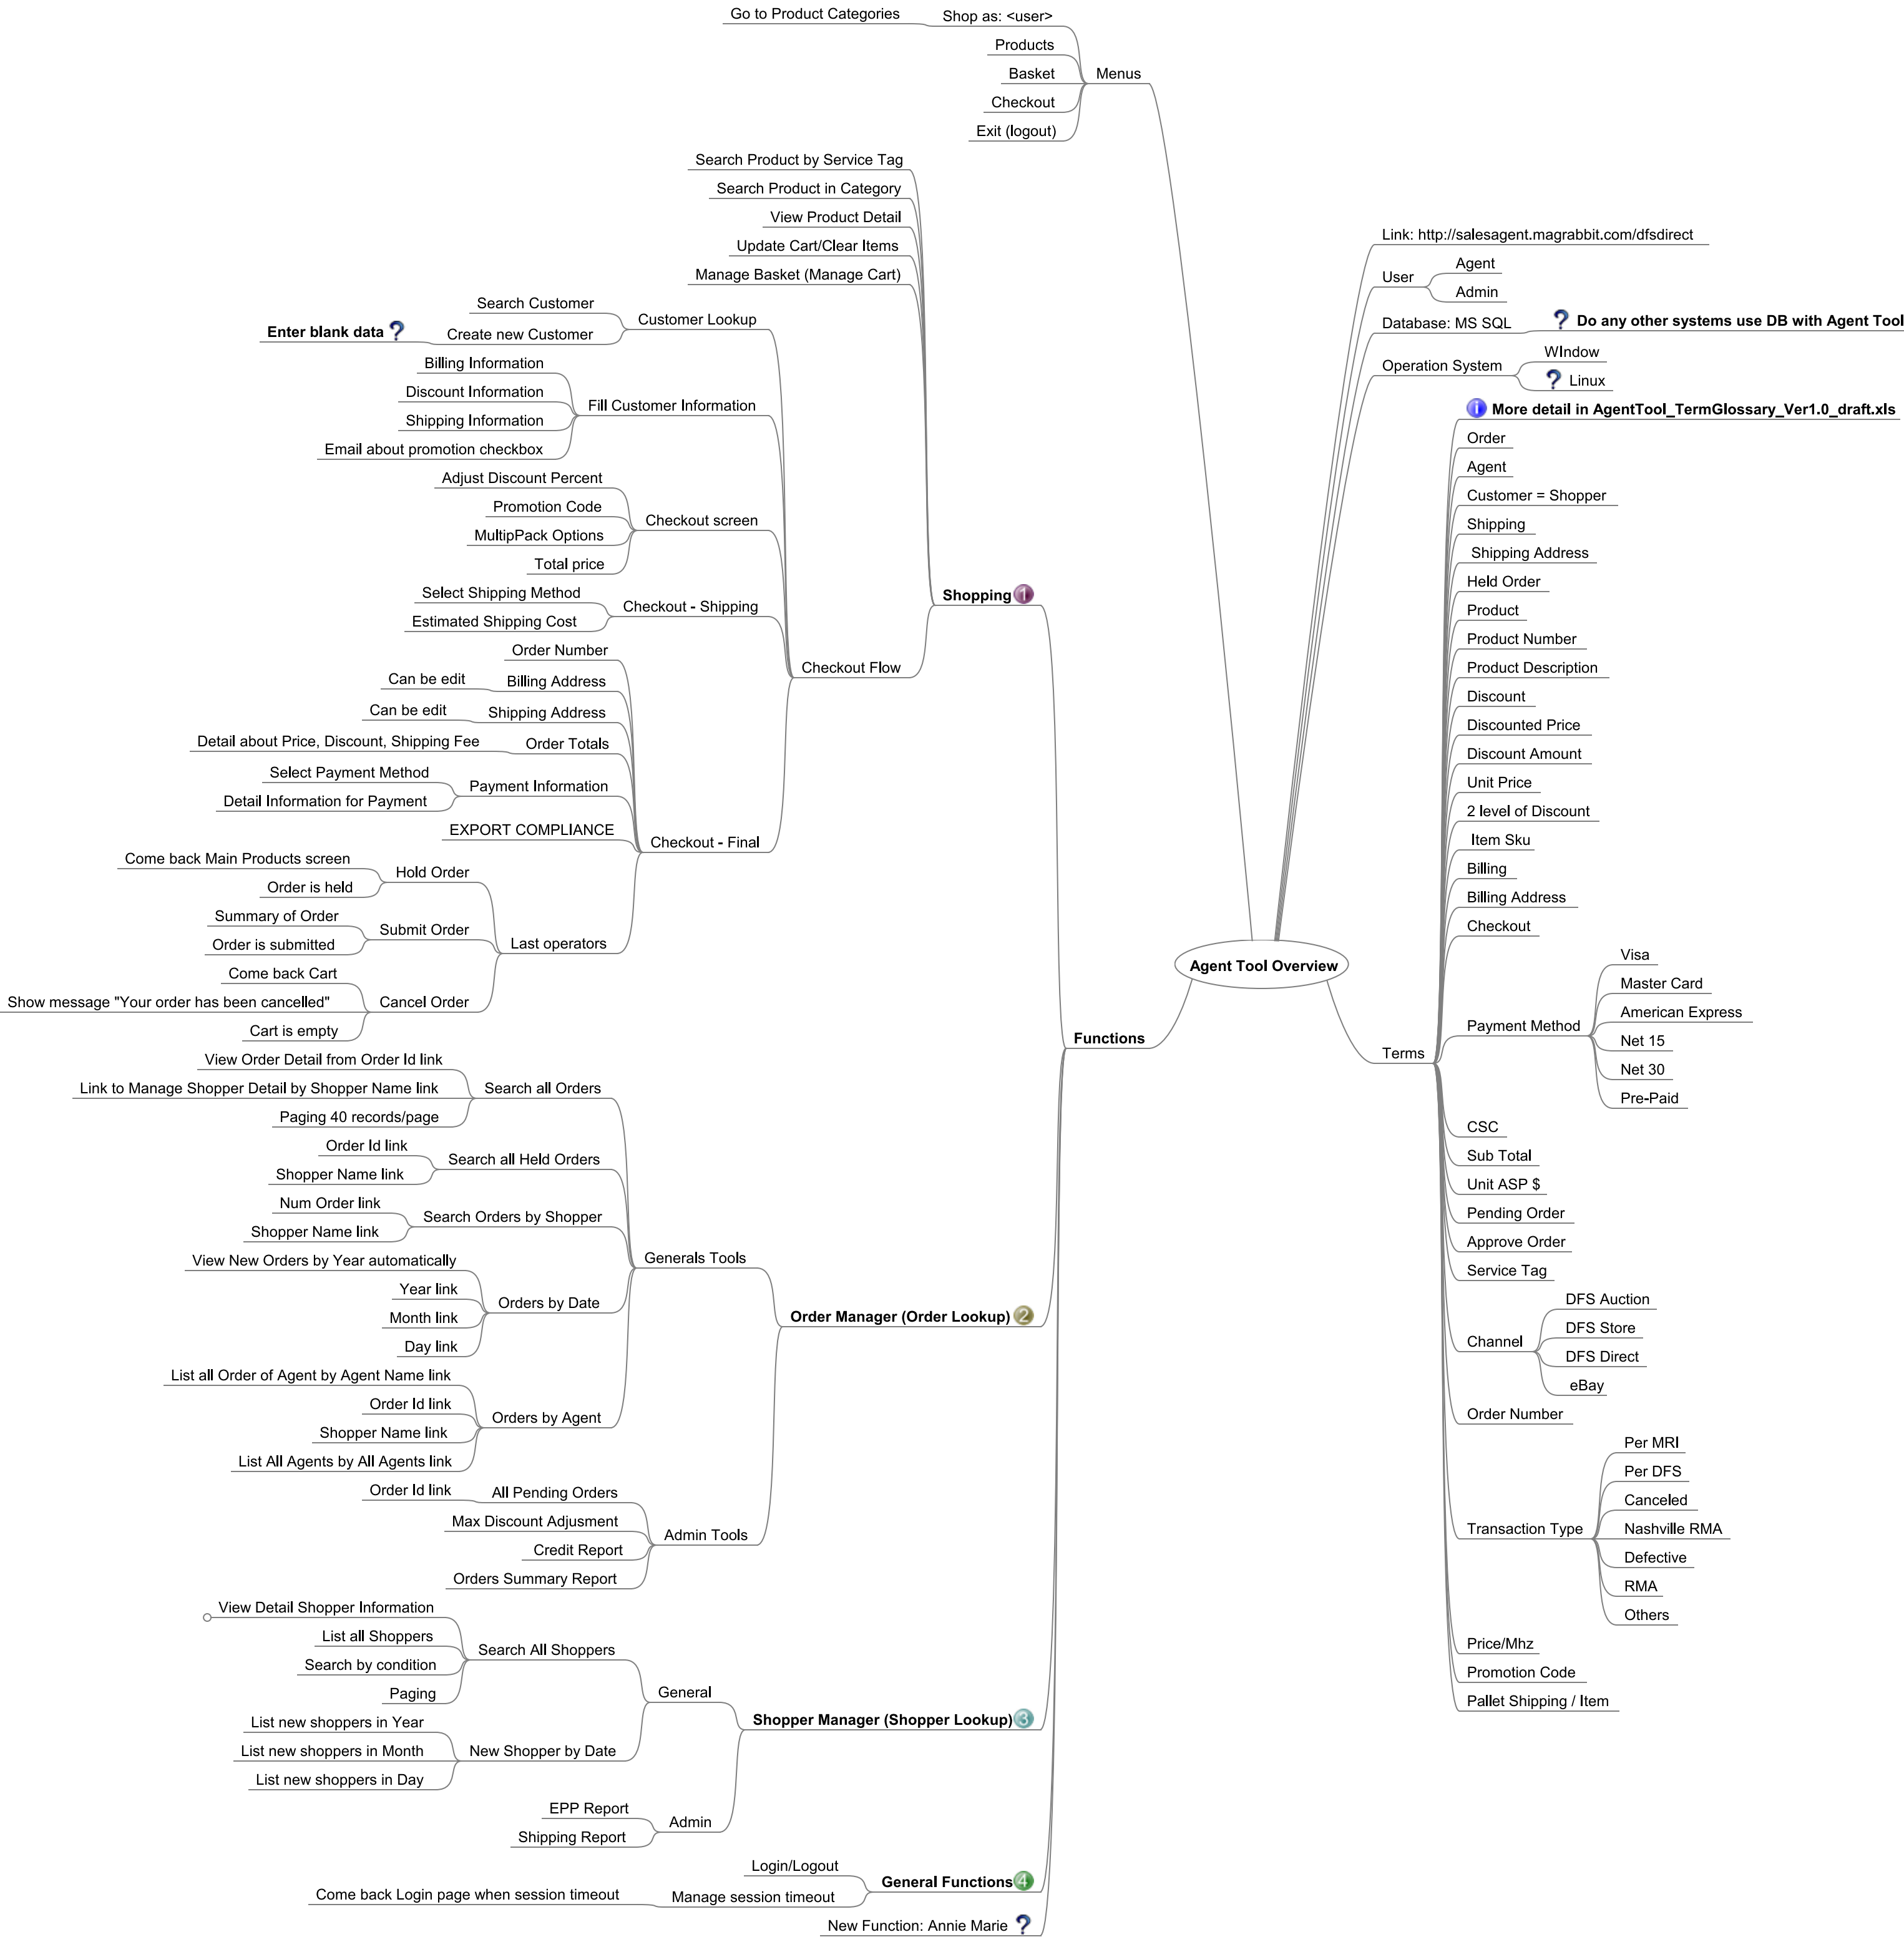 Go to Product Categories
Shop as: <user>
Products
Basket
Menus
Checkout
Exit (logout)
Search Product by Service Tag
Search Product in Category
View Product Detail
Update Cart/Clear Items
Manage Basket (Manage Cart)
Search Customer
Customer Lookup
Enter blank data
Create new Customer
Billing Information
Discount Information
Fill Customer Information
Shipping Information
Email about promotion checkbox
Adjust Discount Percent
Promotion Code
Checkout screen
MultipPack Options
Total price
Shopping 1
Select Shipping Method
Checkout - Shipping
Estimated Shipping Cost
Order Number
Checkout Flow
Can be edit
Billing Address
Can be edit
Shipping Address
Detail about Price, Discount, Shipping Fee
Order Totals
Select Payment Method
Payment Information
Detail Information for Payment
EXPORT COMPLIANCE
Checkout - Final
Come back Main Products screen
Hold Order
Order is held
Summary of Order
Submit Order
Order is submitted
Last operators
Come back Cart
Show message "Your order has been cancelled"
Cancel Order
Cart is empty
Functions
View Order Detail from Order Id link
Link to Manage Shopper Detail by Shopper Name link
Search all Orders
Paging 40 records/page
Order Id link
Search all Held Orders
Shopper Name link
Num Order link
Search Orders by Shopper
Shopper Name link
Generals Tools
View New Orders by Year automatically
Year link
Orders by Date
Month link
Day link
Order Manager (Order Lookup) 2
List all Order of Agent by Agent Name link
Order Id link
Orders by Agent
Shopper Name link
List All Agents by All Agents link
Order Id link
All Pending Orders
Max Discount Adjusment
Admin Tools
Credit Report
Orders Summary Report
View Detail Shopper Information
List all Shoppers
Search All Shoppers
Search by condition
Paging
General
Shopper Manager (Shopper Lookup) 3
List new shoppers in Year
List new shoppers in Month
New Shopper by Date
List new shoppers in Day
EPP Report
Admin
Shipping Report
Login/Logout
General Functions 4
Come back Login page when session timeout
Manage session timeout
New Function: Annie Marie
Agent Tool Overview
Link: http://salesagent.magrabbit.com/dfsdirect
User
Agent
Admin
Database: MS SQL
Do any other systems use DB with Agent Tool
Operation System
WIndow
Linux
More detail in AgentTool_TermGlossary_Ver1.0_draft.xls
Order
Agent
Customer = Shopper
Shipping
Shipping Address
Held Order
Product
Product Number
Product Description
Discount
Discounted Price
Discount Amount
Unit Price
2 level of Discount
Item Sku
Billing
Billing Address
Checkout
Terms
Payment Method
Visa
Master Card
American Express
Net 15
Net 30
Pre-Paid
CSC
Sub Total
Unit ASP $
Pending Order
Approve Order
Service Tag
Channel
DFS Auction
DFS Store
DFS Direct
eBay
Order Number
Transaction Type
Per MRI
Per DFS
Canceled
Nashville RMA
Defective
RMA
Others
Price/Mhz
Promotion Code
Pallet Shipping / Item